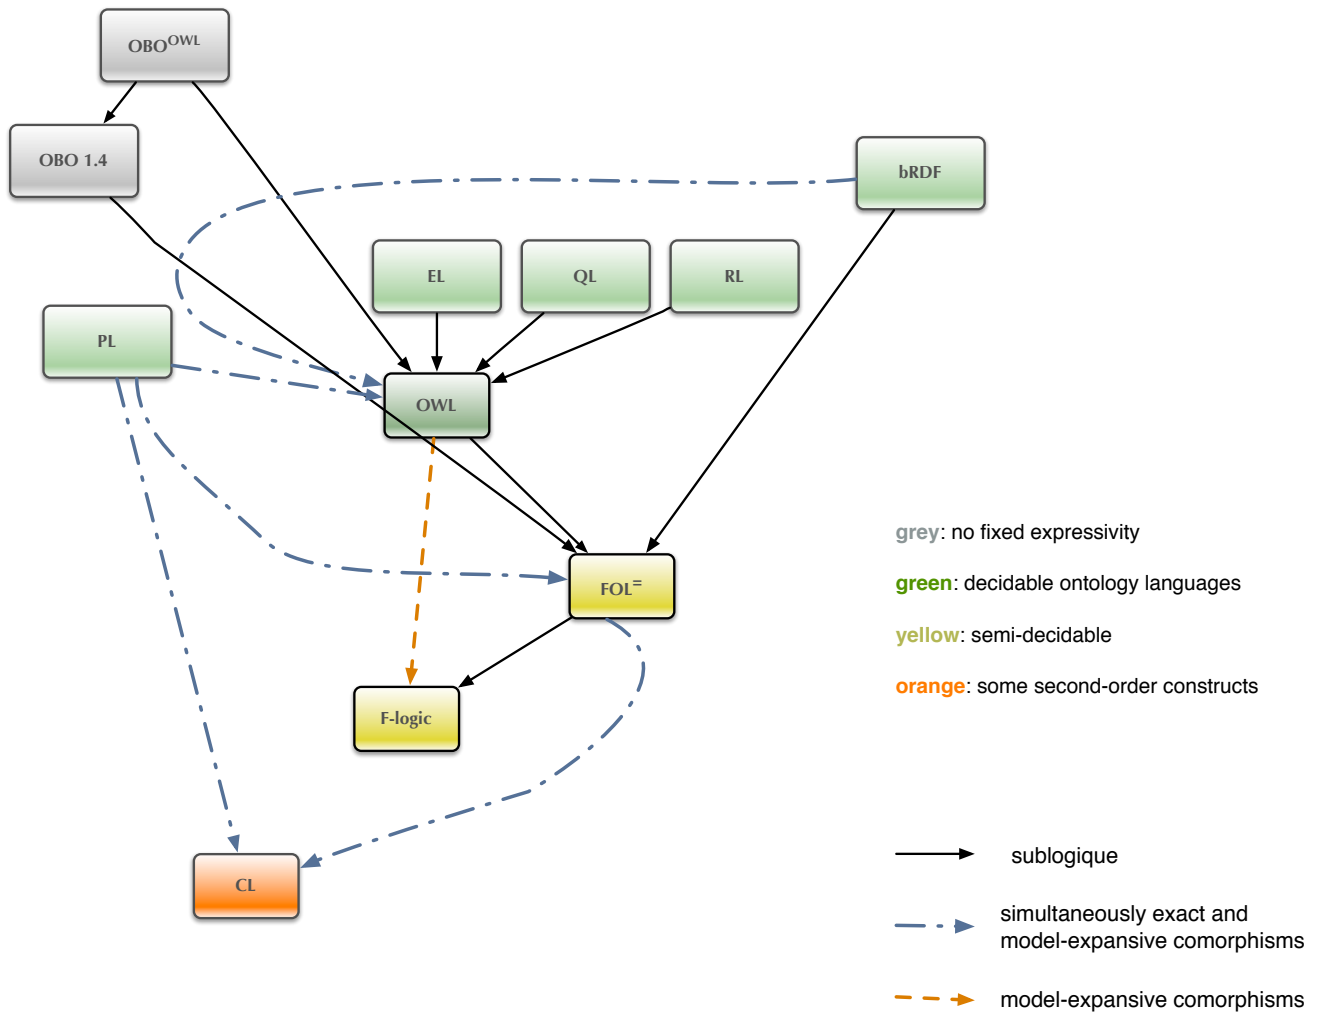 OBO^OWL
OBO 1.4
bRDF
EL
QL
RL
PL
OWL
FOL^=
F-logic
CL
grey: no fixed expressivity
green: decidable ontology languages
yellow: semi-decidable
orange: some second-order constructs
sublogique
simultaneously exact and
model-expansive comorphisms
model-expansive comorphisms